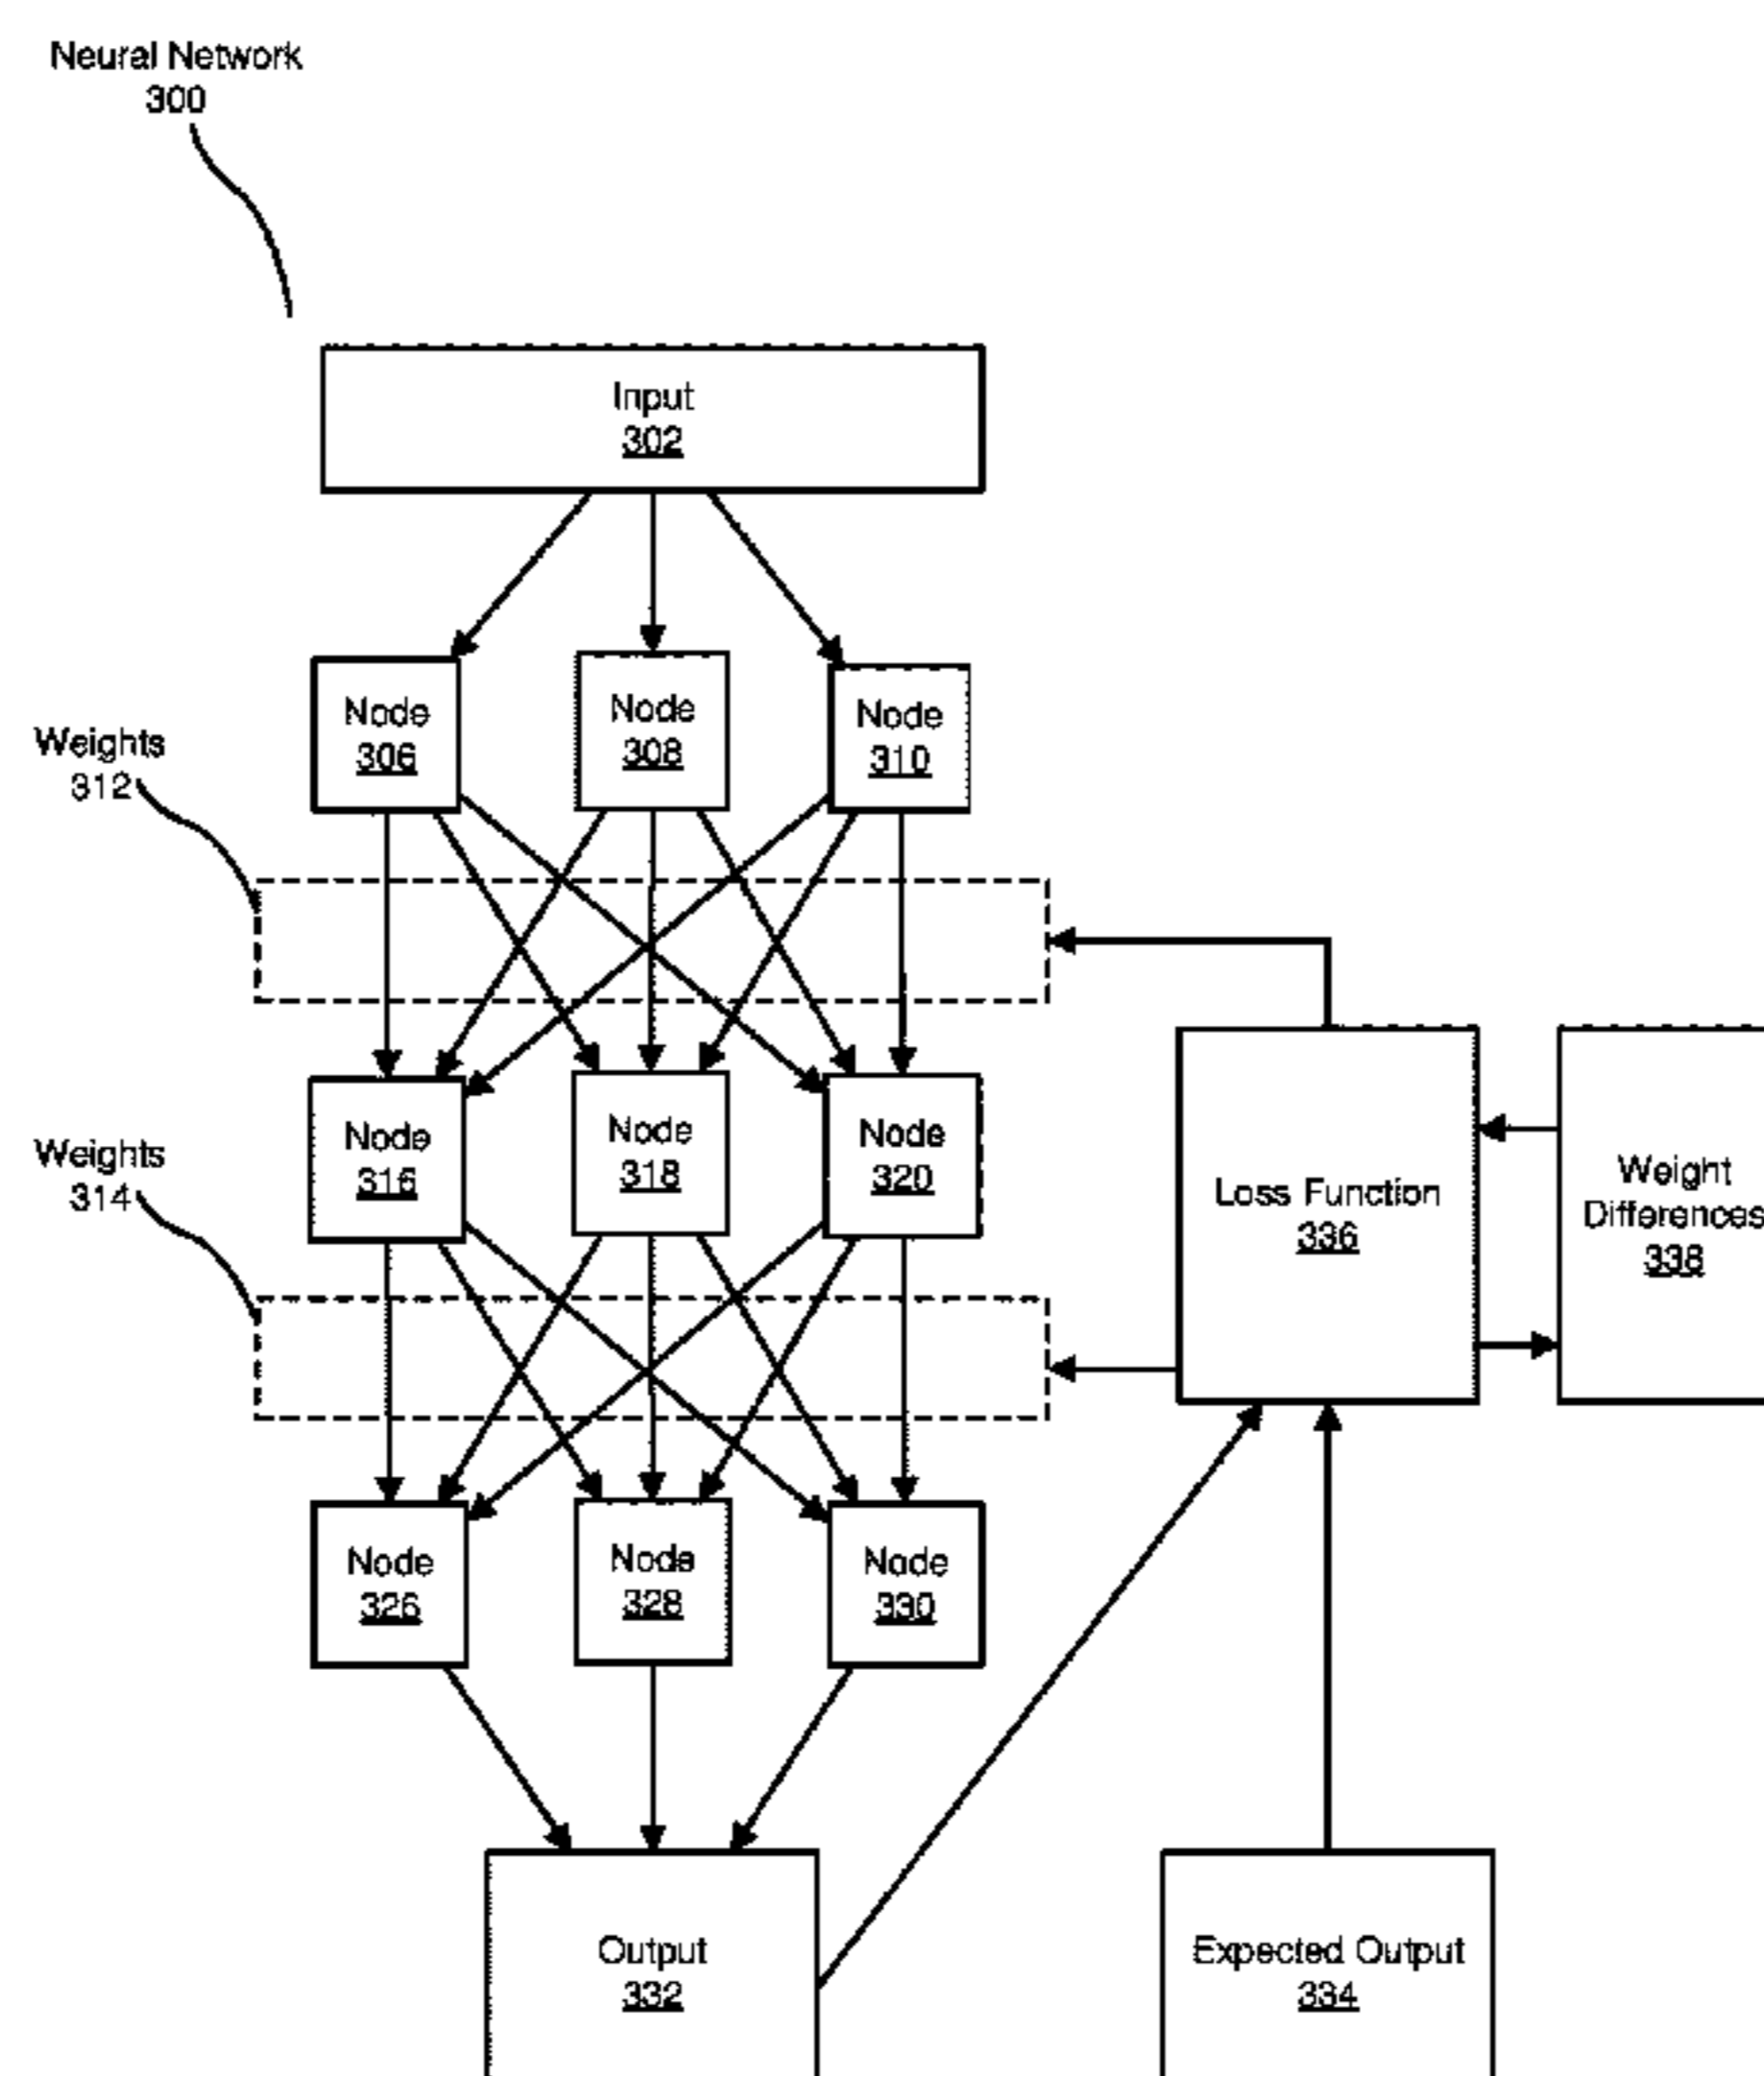 Neural Network
300
Input
302
Node
306
Node
308
Node
310
Weights
312
Node
316
Node
318
Node
320
Weights
314
Loss Function
336
Weight
Differences
338
Node
326
Node
328
Node
330
Output
332
Expected Output
334